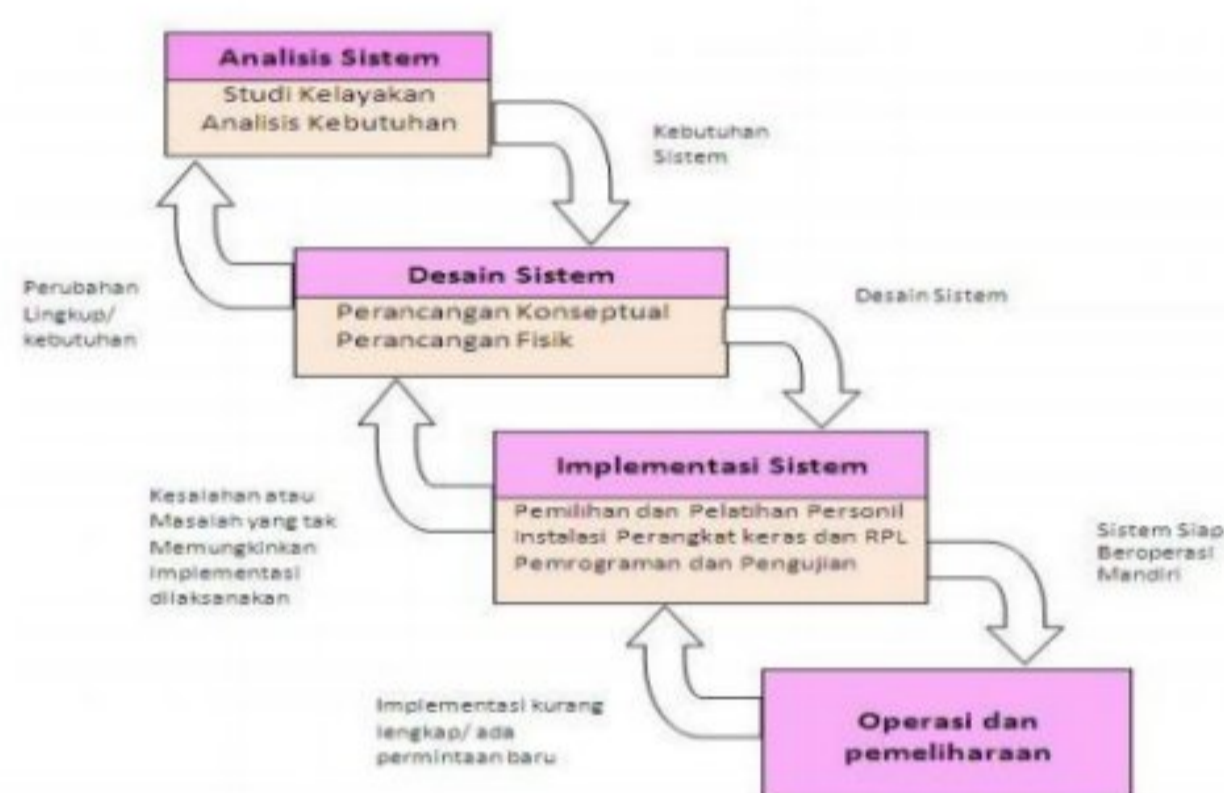 Analisis Sistem
Studi Kelayakan
Analisis Kebutuhan
Kebutuhan
Sistem
Desain Sistem
Perancangan Konseptual
Perancangan Fisik
Perubahan
Lingkup/
kebutuhan
Desain Sistem
Implementasi Sistem
Pemilihan dan Pelatihan Personil
Instalasi Perangkat keras dan RPL
Pemrograman dan Pengujian
Kesalahan atau
Masalah yang tak
Memungkinkan
Implementasi
dilaksanakan
Sistem Siap
Beroperasi
Mandiri
Implementasi kurang
lengkap/ ada
permintaan baru
Operasi dan
pemeliharaan